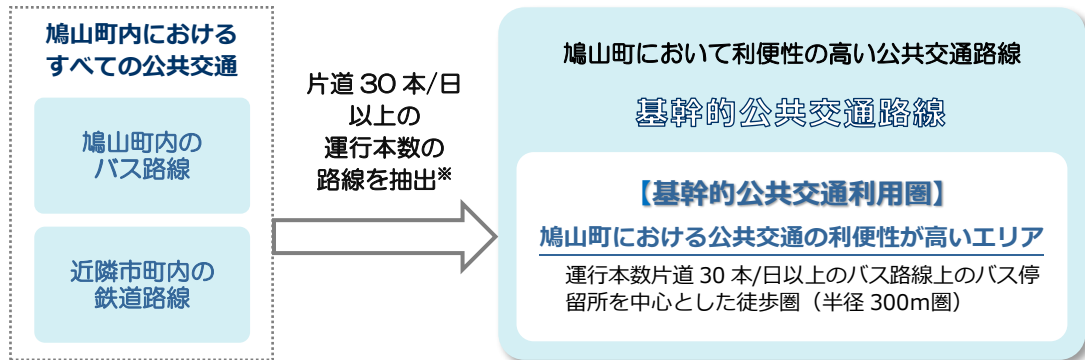 鳩山町内における
すべての公共交通
鳩山町内の
バス路線
近隣市町内の
鉄道路線
片道 30 本/日
以上の
運行本数の
路線を抽出※
鳩山町において利便性の高い公共交通路線
基幹的公共交通路線
【基幹的公共交通利用圏】
鳩山町における公共交通の利便性が高いエリア
運行本数片道 30 本/日以上のバス路線上のバス停
留所を中心とした徒歩圏（半径 300m圏）